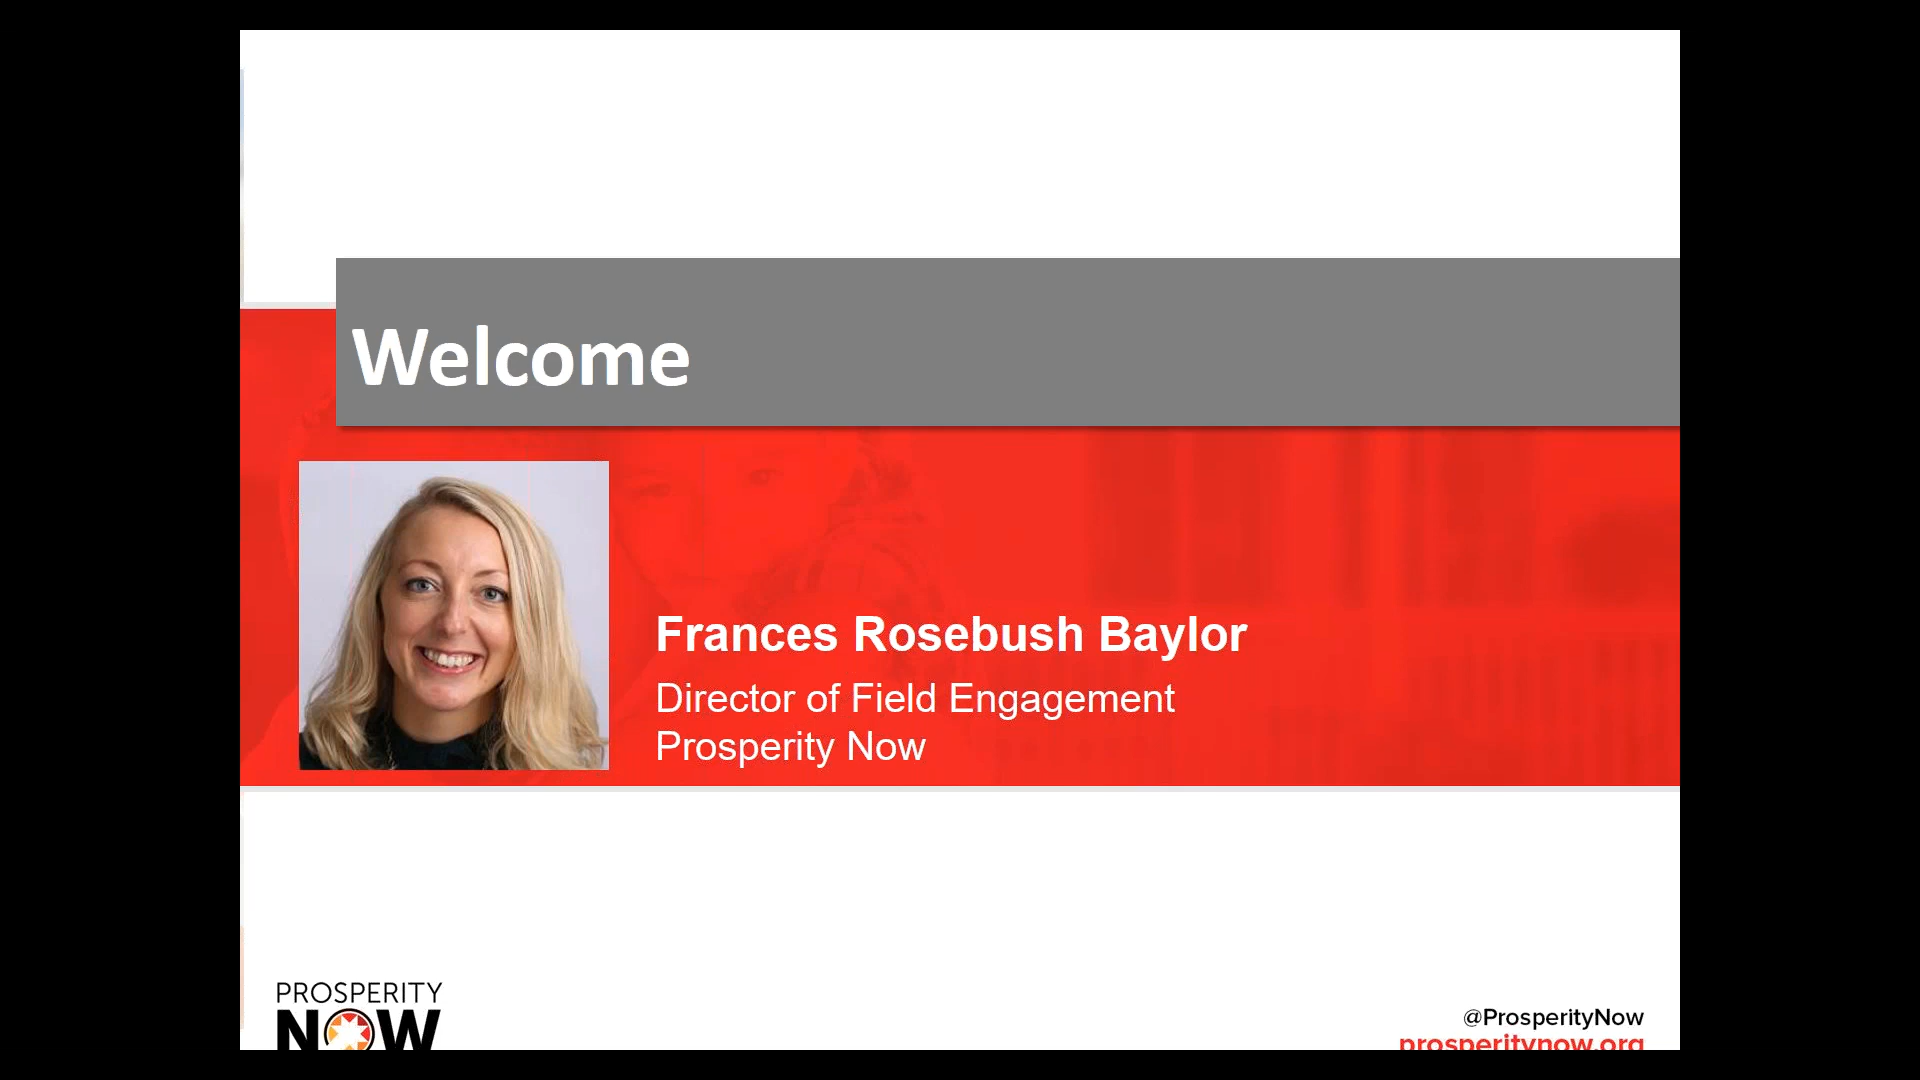 Welcome
Frances Rosebush Baylor
Director of Field Engagement
Prosperity Now
PROSPERITY
NOW
@ProsperityNow
prosperitynow.org